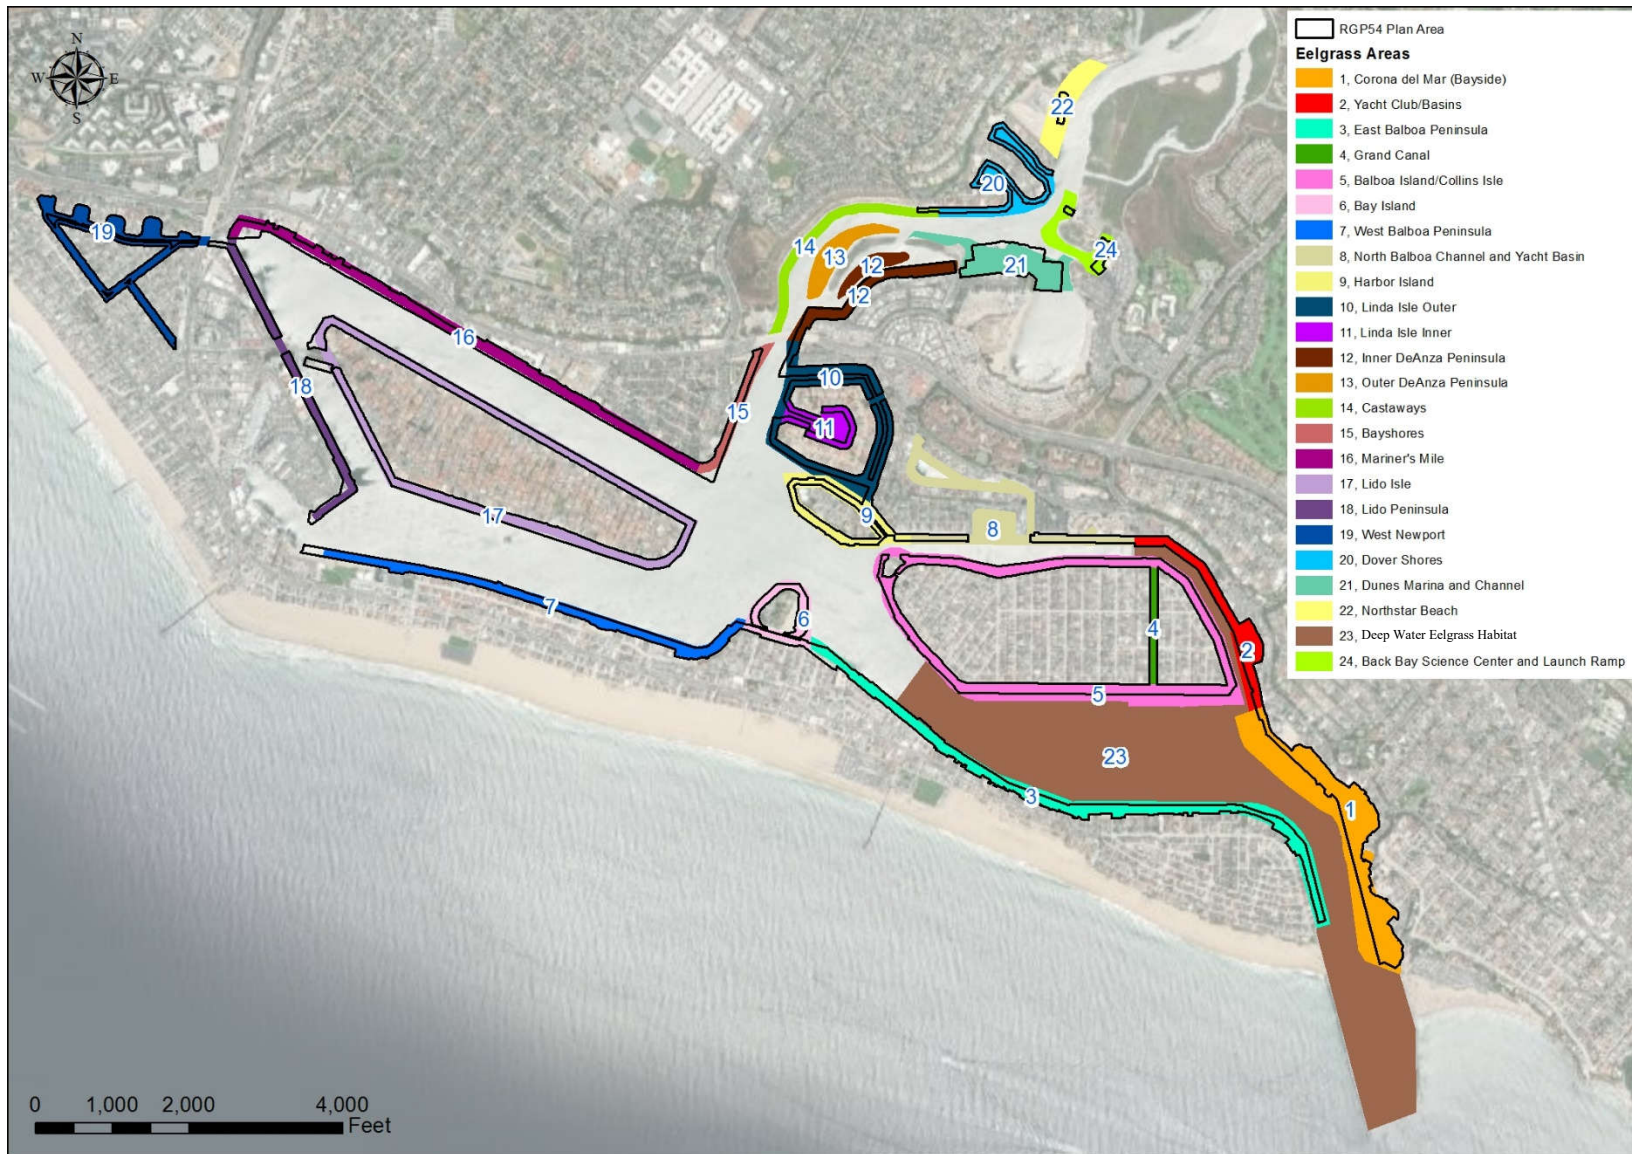 N
W E
S
RGP54 Plan Area
Eelgrass Areas
1, Corona del Mar (Bayside)
2, Yacht Club/Basins
3, East Balboa Peninsula
4, Grand Canal
5, Balboa Island/Collins Isle
6, Bay Island
7, West Balboa Peninsula
8, North Balboa Channel and Yacht Basin
9, Harbor Island
10, Linda Isle Outer
11, Linda Isle Inner
12, Inner DeAnza Peninsula
13, Outer DeAnza Peninsula
14, Castaways
15, Bayshores
16, Mariner's Mile
17, Lido Isle
18, Lido Peninsula
19, West Newport
20, Dover Shores
21, Dunes Marina and Channel
22, Northstar Beach
23, Deep Water Eelgrass Habitat
24, Back Bay Science Center and Launch Ramp
22
20
19
14
13
12
21
24
12
16
10
18
15
11
17
9
8
7
6
4
2
5
23
3
1
0 1,000 2,000 4,000
Feet